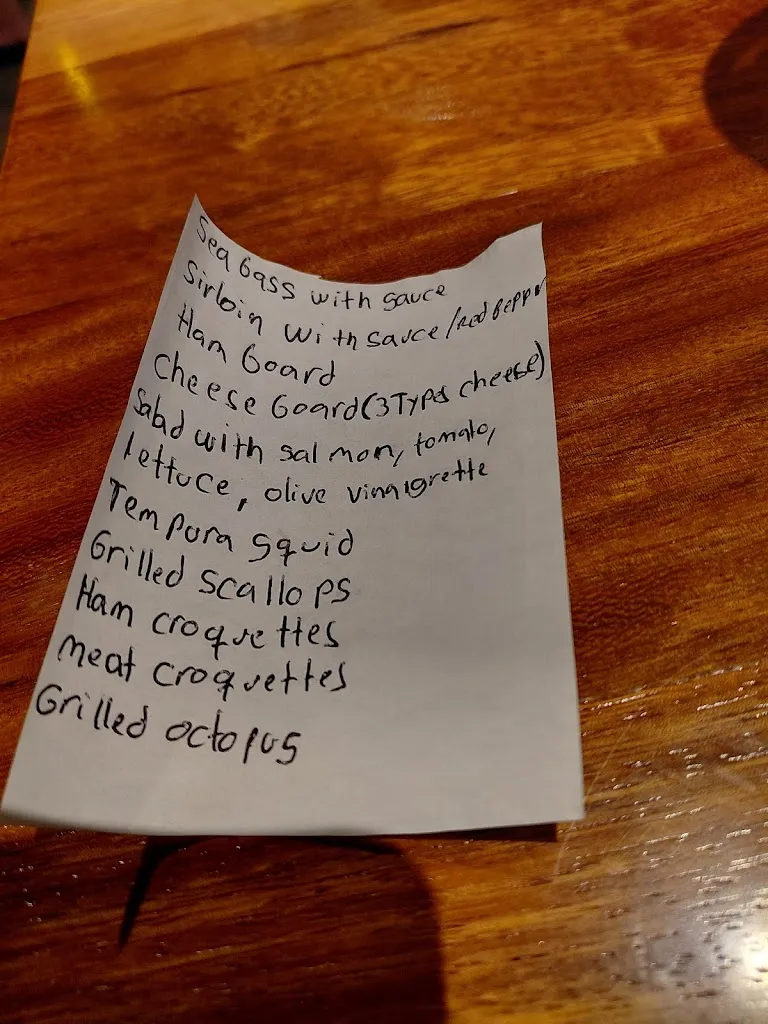 Sea bass with sauce
Sirloin with sauce /red pepper
Ham board
Cheese board (3 Types cheese)
Salad with salmon, tomato,
lettuce, olive vinaigrette
Tempora squid
Grilled scallops
Ham croquettes
meat croquettes
Grilled octopus